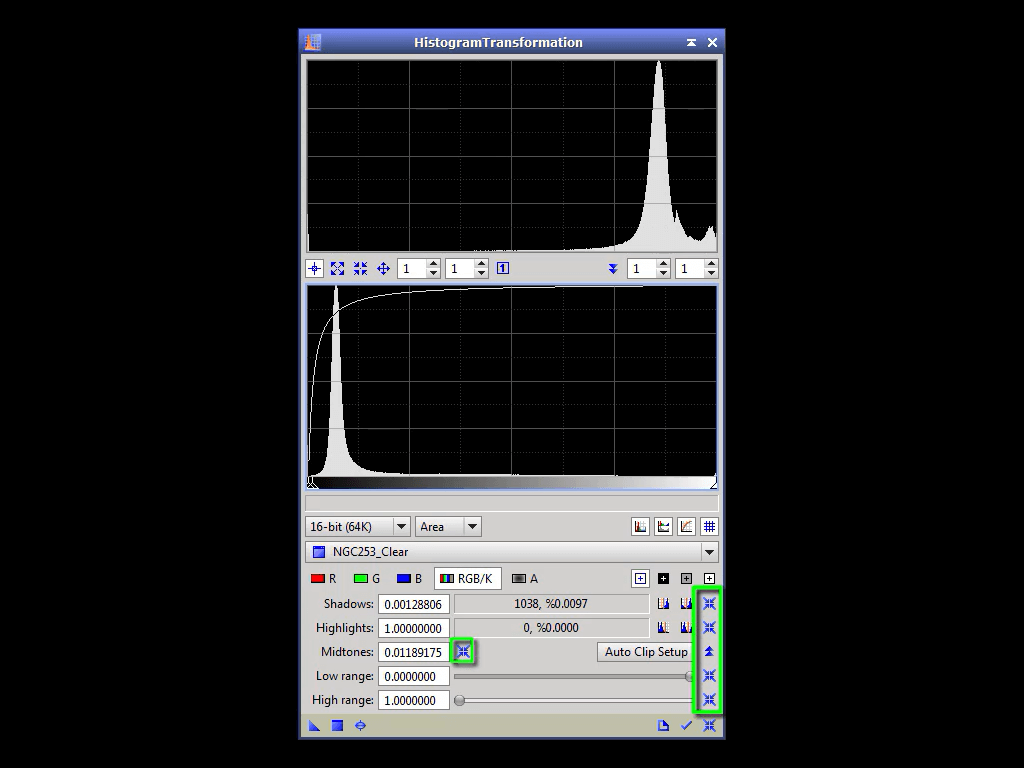 HistogramTransformation
1 1 1 1 1
16-bit (64K) Area
NGC253_Clear
R G B RGB/K A
Shadows: 0.00128806 1038, %0.0097
Highlights: 1.00000000 0, %0.0000
Midtones: 0.01189175 Auto Clip Setup
Low range: 0.0000000
High range: 1.0000000